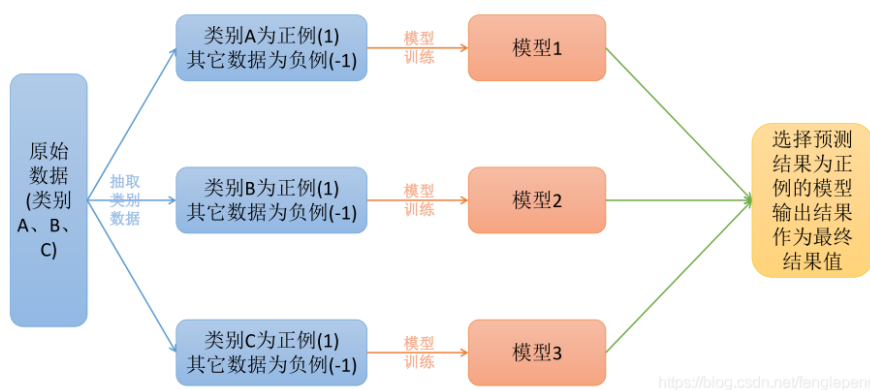 原始
数据
(类别
A、B、
C)
抽取
类别
数据
类别A为正例(1)
其它数据为负例(-1)
模型
训练
模型1
类别B为正例(1)
其它数据为负例(-1)
模型
训练
模型2
类别C为正例(1)
其它数据为负例(-1)
模型
训练
模型3
选择预测
结果为正
例的模型
输出结果
作为最终
结果值
https://blog.csdn.net/fenglepeng